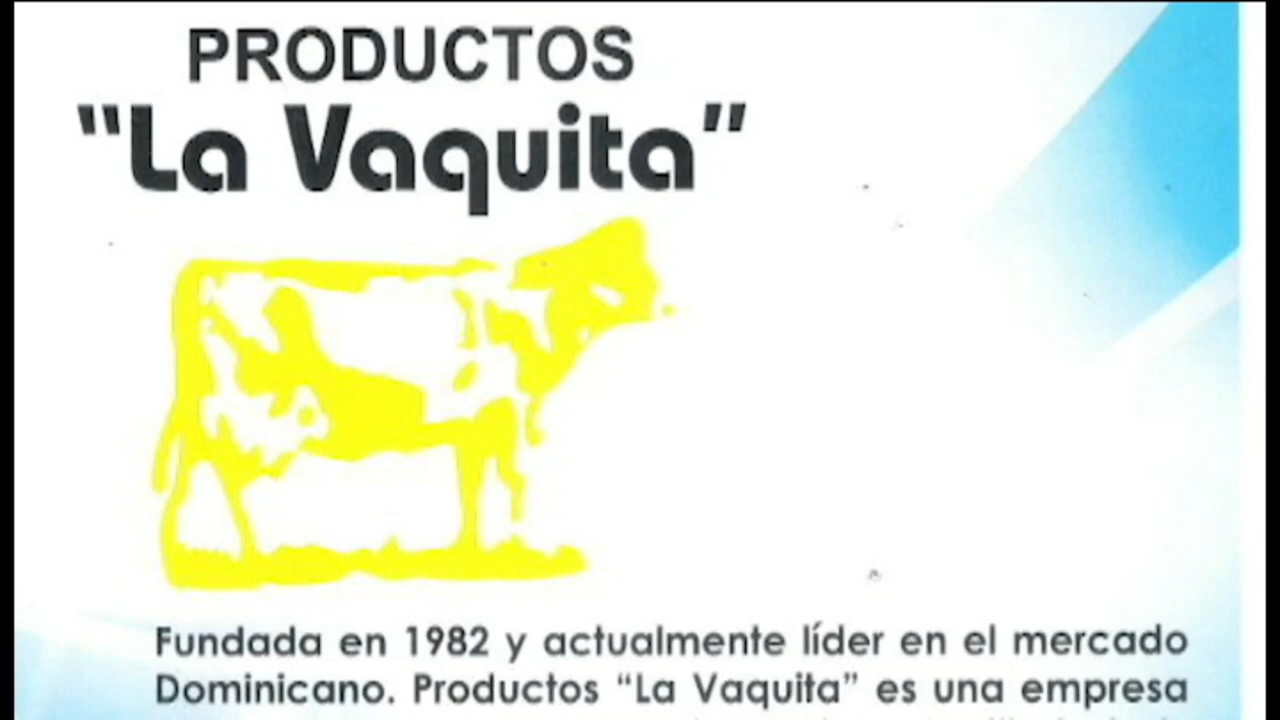 PRODUCTOS
"La Vaquita"
Fundada en 1982 y actualmente líder en el mercado
Dominicano. Productos “La Vaquita” es una empresa